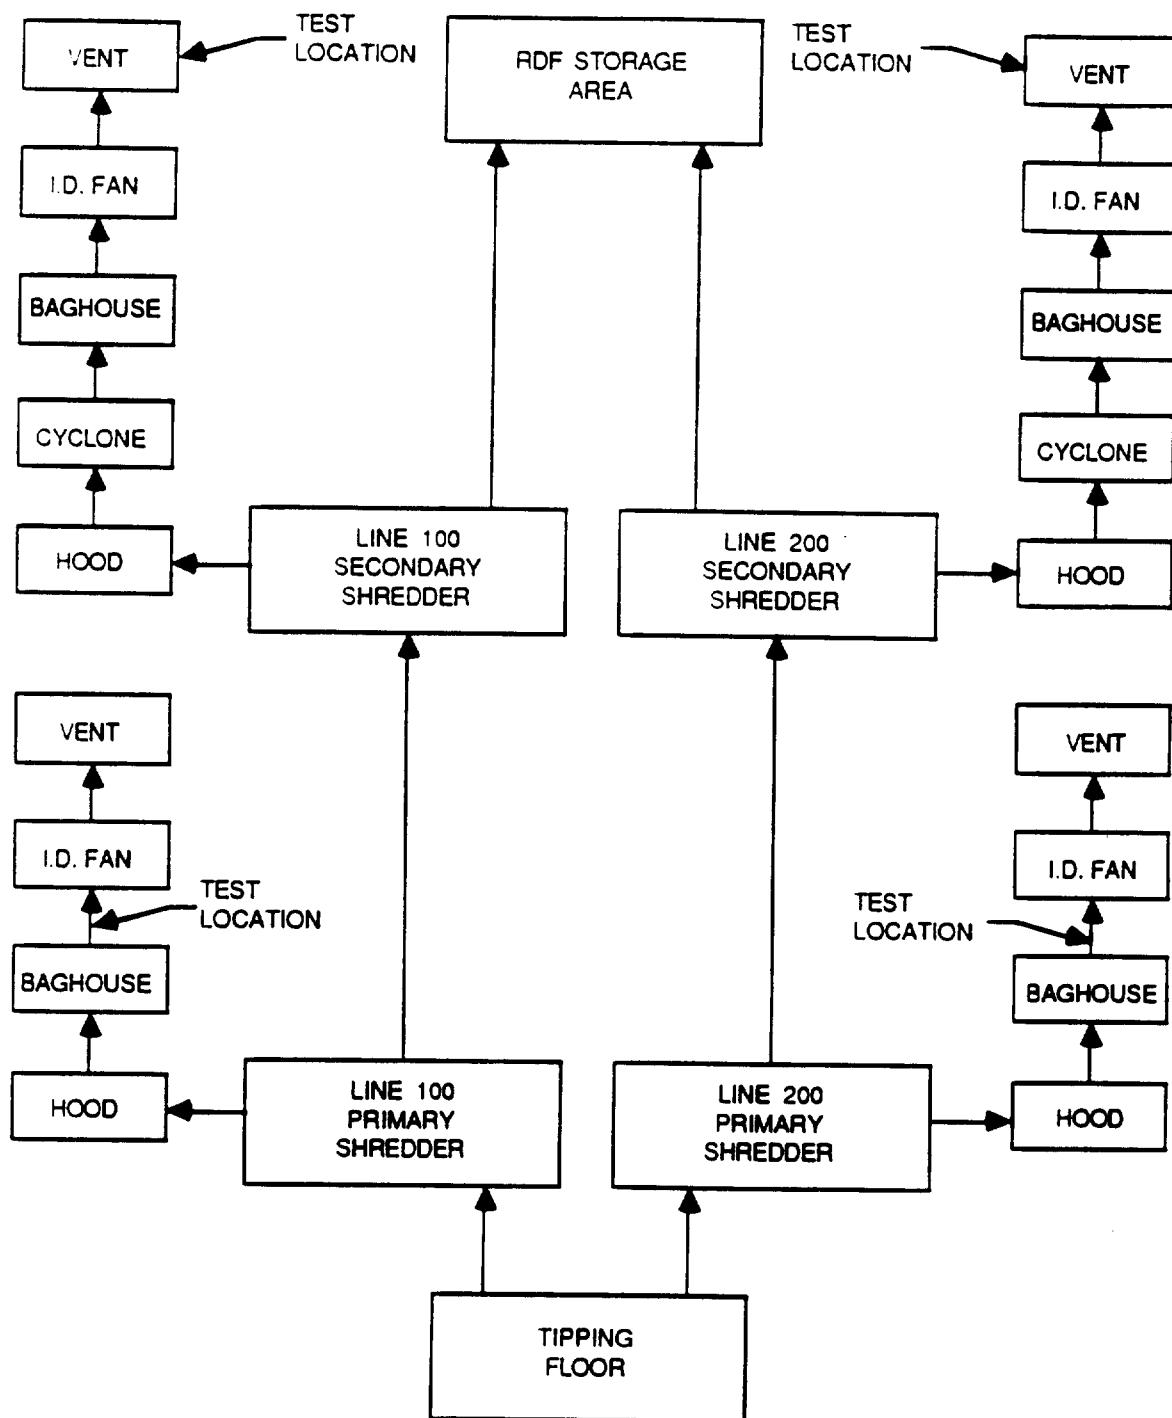 VENT
TEST
LOCATION
RDF STORAGE
AREA
TEST
LOCATION
VENT
I.D. FAN
I.D. FAN
BAGHOUSE
BAGHOUSE
CYCLONE
CYCLONE
HOOD
LINE 100
SECONDARY
SHREDDER
LINE 200
SECONDARY
SHREDDER
HOOD
VENT
VENT
I.D. FAN
I.D. FAN
TEST
LOCATION
TEST
LOCATION
BAGHOUSE
BAGHOUSE
HOOD
LINE 100
PRIMARY
SHREDDER
LINE 200
PRIMARY
SHREDDER
HOOD
TIPPING
FLOOR